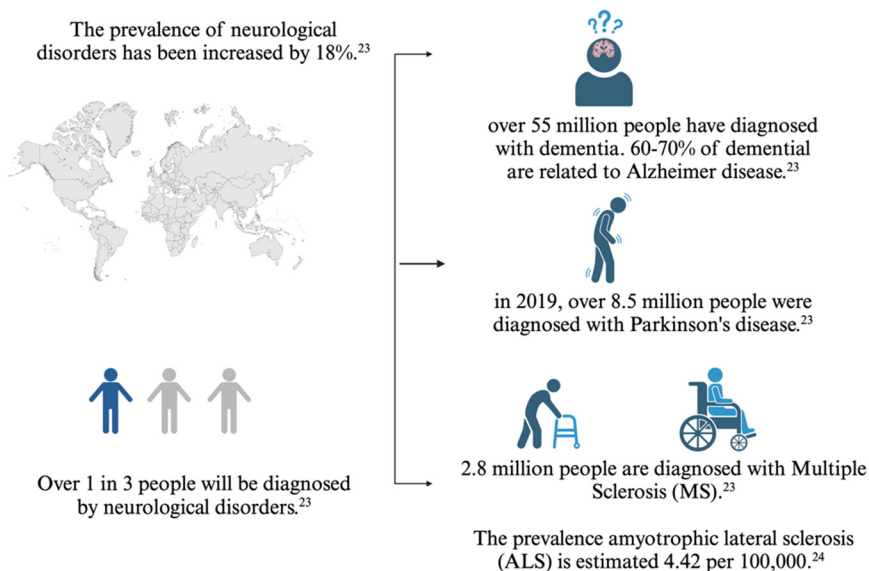 The prevalence of neurological
disorders has been increased by 18%.23
Over 1 in 3 people will be diagnosed
by neurological disorders.23
???
over 55 million people have diagnosed
with dementia. 60-70% of demential
are related to Alzheimer disease.23
in 2019, over 8.5 million people were
diagnosed with Parkinson's disease.23
2.8 million people are diagnosed with Multiple
Sclerosis (MS).23
The prevalence amyotrophic lateral sclerosis
(ALS) is estimated 4.42 per 100,000.24